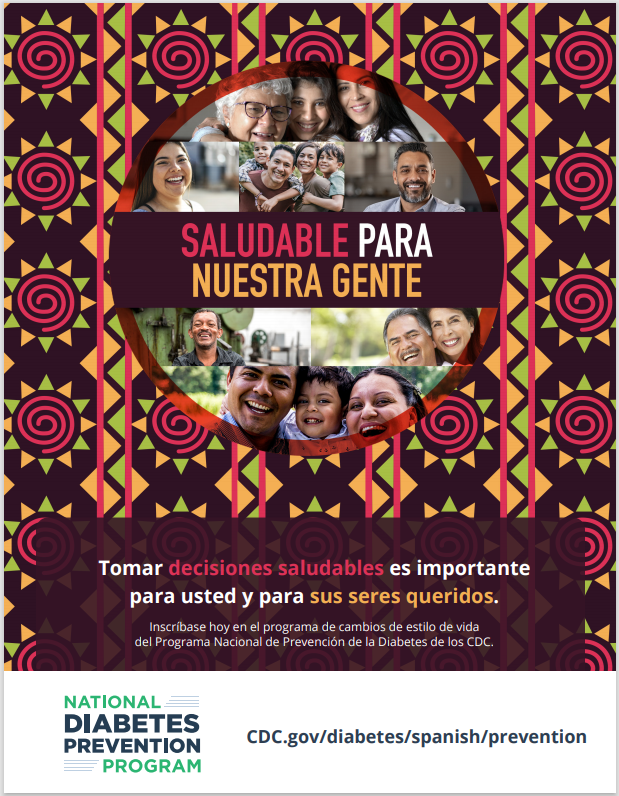 SALUDABLE PARA
NUESTRA GENTE
Tomar decisiones saludables es importante
para usted y para sus seres queridos.
Inscríbase hoy en el programa de cambios de estilo de vida
del Programa Nacional de Prevención de la Diabetes de los CDC.
NATIONAL
DIABETES
PREVENTION
PROGRAM
CDC.gov/diabetes/spanish/prevention